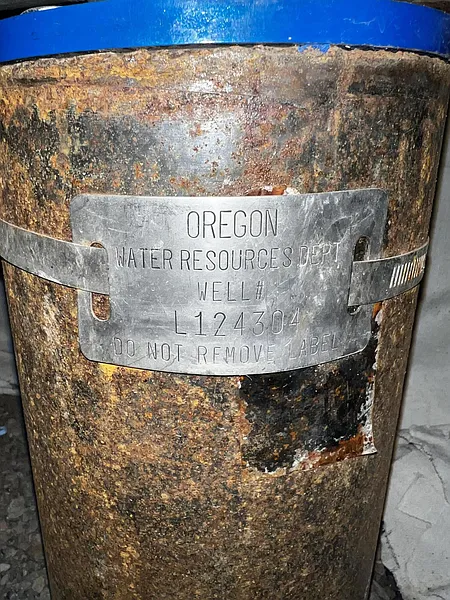 OREGON
WATER RESOURCES DEPT
WELL#
L124304
DO NOT REMOVE LABEL